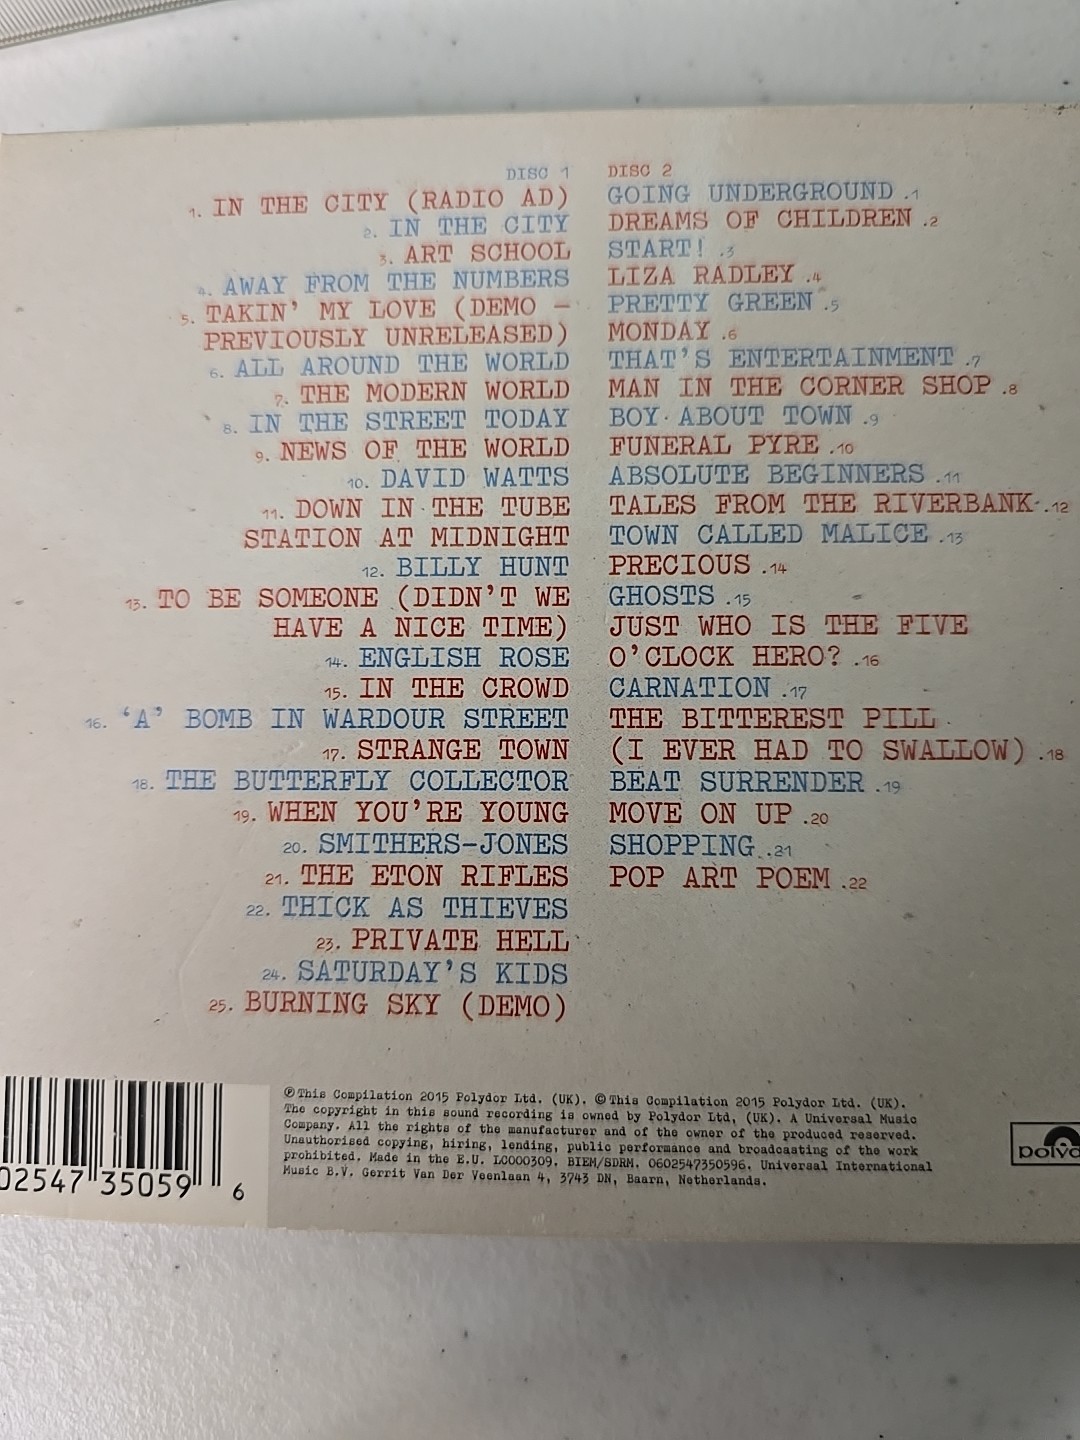 DISC 1
1. IN THE CITY (RADIO AD)
2. IN THE CITY
3. ART SCHOOL
4. AWAY FROM THE NUMBERS
5. TAKIN' MY LOVE (DEMO –
PREVIOUSLY UNRELEASED)
6. ALL AROUND THE WORLD
7. THE MODERN WORLD
8. IN THE STREET TODAY
9. NEWS OF THE WORLD
10. DAVID WATTS
11. DOWN IN THE TUBE
STATION AT MIDNIGHT
12. BILLY HUNT
13. TO BE SOMEONE (DIDN'T WE
HAVE A NICE TIME)
14. ENGLISH ROSE
15. IN THE CROWD
16. 'A' BOMB IN WARDOUR STREET
17. STRANGE TOWN
18. THE BUTTERFLY COLLECTOR
19. WHEN YOU'RE YOUNG
20. SMITHERS-JONES
21. THE ETON RIFLES
22. THICK AS THIEVES
23. PRIVATE HELL
24. SATURDAY'S KIDS
25. BURNING SKY (DEMO)
DISC 2
GOING UNDERGROUND .1
DREAMS OF CHILDREN .2
START! .3
LIZA RADLEY .4
PRETTY GREEN .5
MONDAY .6
THAT'S ENTERTAINMENT .7
MAN IN THE CORNER SHOP .8
BOY ABOUT TOWN .9
FUNERAL PYRE .10
ABSOLUTE BEGINNERS .11
TALES FROM THE RIVERBANK .12
TOWN CALLED MALICE .13
PRECIOUS .14
GHOSTS .15
JUST WHO IS THE FIVE
O'CLOCK HERO? .16
CARNATION .17
THE BITTEREST PILL
(I EVER HAD TO SWALLOW) .18
BEAT SURRENDER .19
MOVE ON UP .20
SHOPPING .21
POP ART POEM .22
02547 35059 6
℗This Compilation 2015 Polydor Ltd. (UK). ©This Compilation 2015 Polydor Ltd. (UK).
The copyright in this sound recording is owned by Polydor Ltd, (UK). A Universal Music
Company. All the rights of the manufacturer and of the owner of the produced reserved.
Unauthorised copying, hiring, lending, public performance and broadcasting of the work
prohibited. Made in the E.U. LC000309. BIEM/SDRM. 0602547350596. Universal International
Music B.V. Gerrit Van Der Veenlaan 4, 3743 DN, Baarn, Netherlands.
polyd